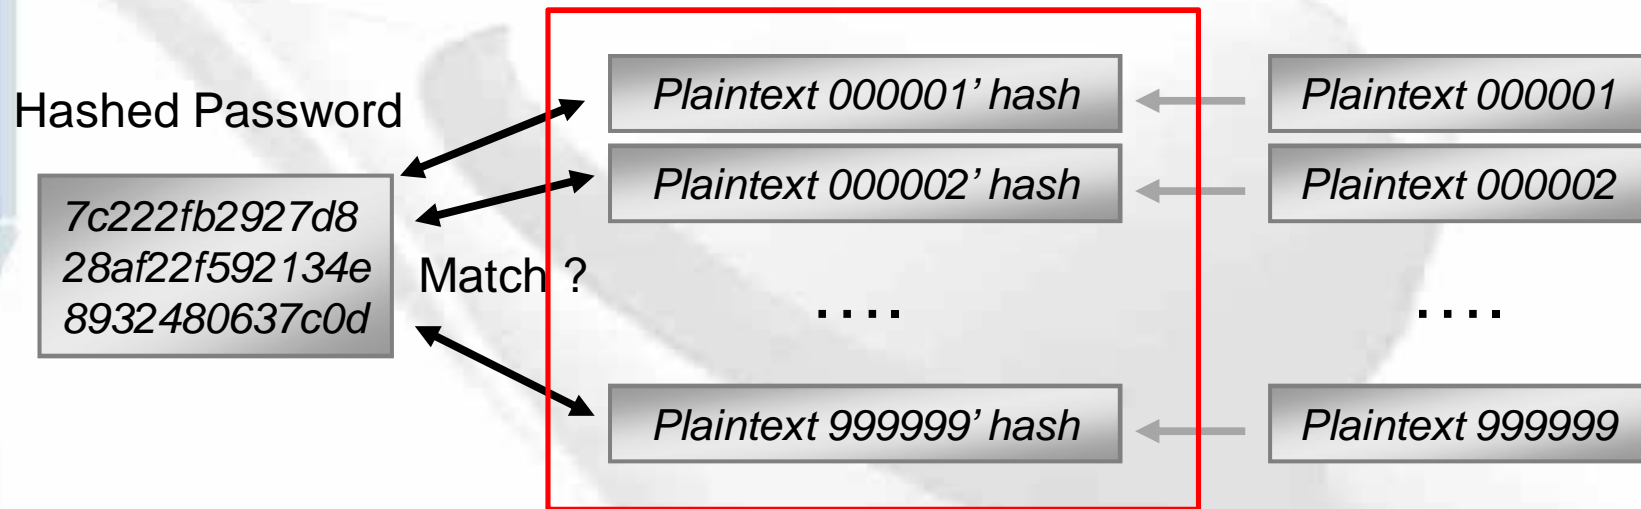 Hashed Password
7c222fb2927d8
28af22f592134e
8932480637c0d
Match ?
Plaintext 000001’ hash
Plaintext 000002’ hash
....
Plaintext 999999’ hash
Plaintext 000001
Plaintext 000002
....
Plaintext 999999